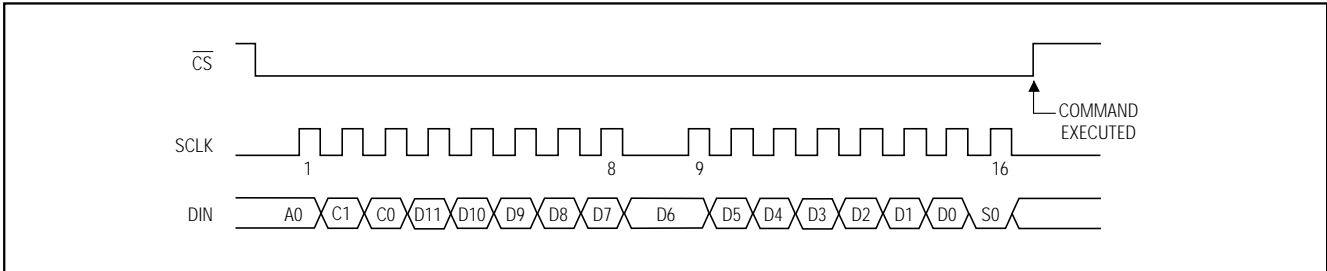 CS
COMMAND
EXECUTED
SCLK
1 8 9 16
DIN A0 C1 C0 D11 D10 D9 D8 D7 D6 D5 D4 D3 D2 D1 D0 S0